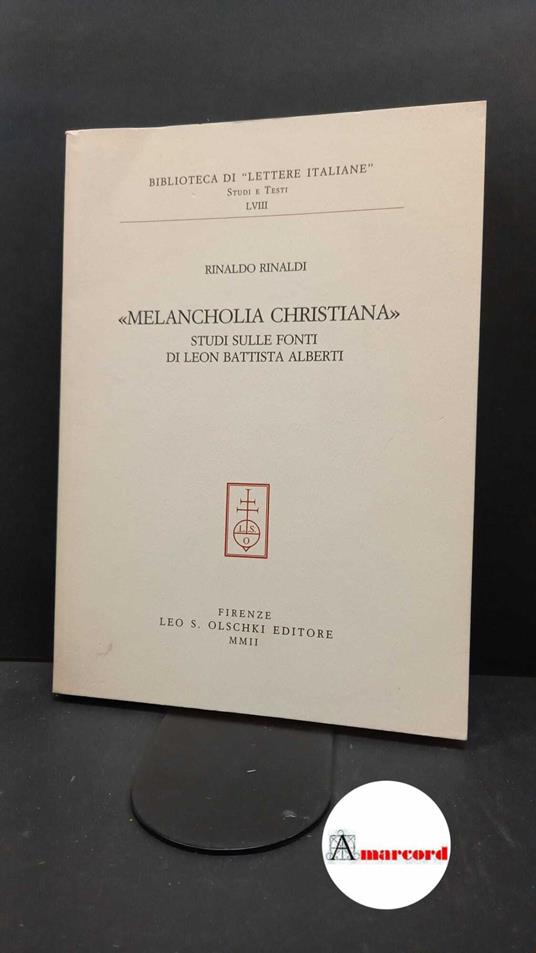 BIBLIOTECA DI "LETTERE ITALIANE"
STUDI E TESTI
LVIII
RINALDO RINALDI
«MELANCHOLIA CHRISTIANA»
STUDI SULLE FONTI
DI LEON BATTISTA ALBERTI
L S
O
FIRENZE
LEO S. OLSCHKI EDITORE
MMII
Amarcord